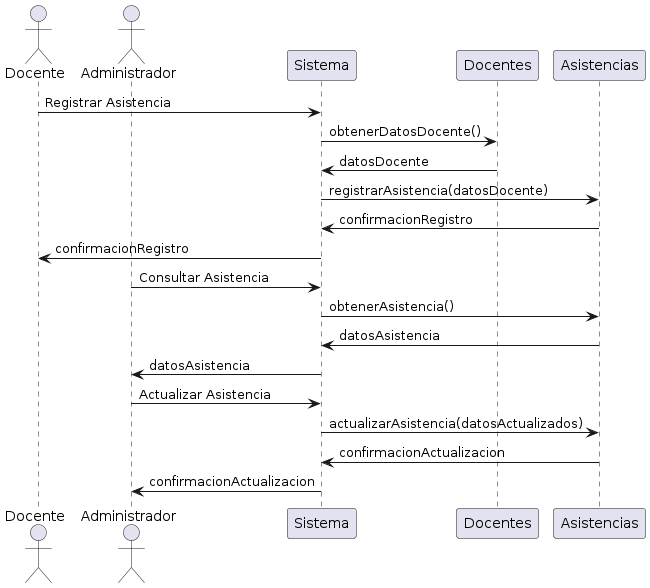 Docente
Administrador
Sistema
Docentes
Asistencias
Registrar Asistencia
obtenerDatosDocente()
datosDocente
registrarAsistencia(datosDocente)
confirmacionRegistro
confirmacionRegistro
Consultar Asistencia
obtenerAsistencia()
datosAsistencia
datosAsistencia
Actualizar Asistencia
actualizarAsistencia(datosActualizados)
confirmacionActualizacion
confirmacionActualizacion
Docente
Administrador
Sistema
Docentes
Asistencias